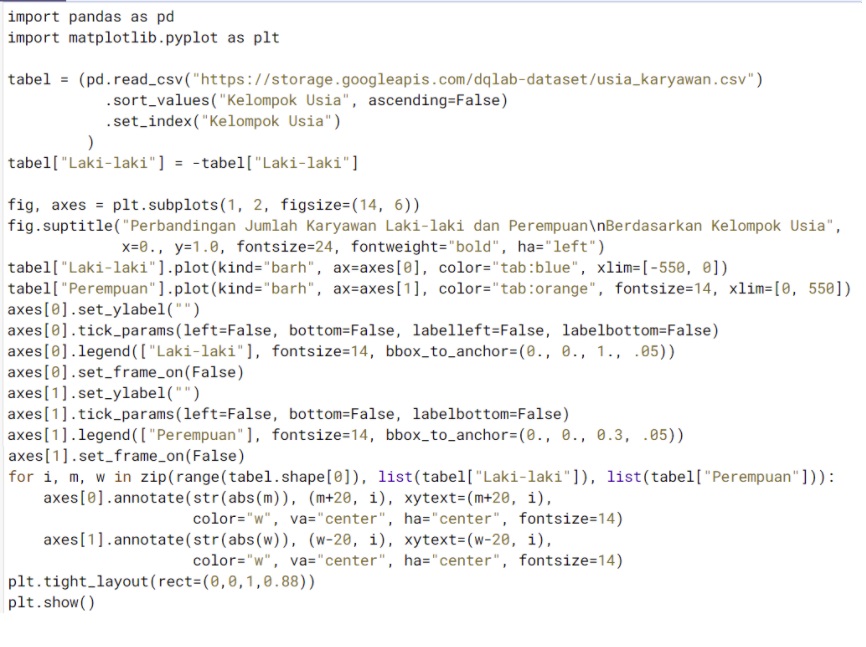 import pandas as pd
import matplotlib.pyplot as plt

tabel = (pd.read_csv("https://storage.googleapis.com/dqlab-dataset/usia_karyawan.csv")
          .sort_values("Kelompok Usia", ascending=False)
          .set_index("Kelompok Usia")
        )
tabel["Laki-laki"] = -tabel["Laki-laki"]

fig, axes = plt.subplots(1, 2, figsize=(14, 6))
fig.suptitle("Perbandingan Jumlah Karyawan Laki-laki dan Perempuan\nBerdasarkan Kelompok Usia",
            x=0., y=1.0, fontsize=24, fontweight="bold", ha="left")
tabel["Laki-laki"].plot(kind="barh", ax=axes[0], color="tab:blue", xlim=[-550, 0])
tabel["Perempuan"].plot(kind="barh", ax=axes[1], color="tab:orange", fontsize=14, xlim=[0, 550])
axes[0].set_ylabel("")
axes[0].tick_params(left=False, bottom=False, labelleft=False, labelbottom=False)
axes[0].legend(["Laki-laki"], fontsize=14, bbox_to_anchor=(0., 0., 1., .05))
axes[0].set_frame_on(False)
axes[1].set_ylabel("")
axes[1].tick_params(left=False, bottom=False, labelbottom=False)
axes[1].legend(["Perempuan"], fontsize=14, bbox_to_anchor=(0., 0., 0.3, .05))
axes[1].set_frame_on(False)
for i, m, w in zip(range(tabel.shape[0]), list(tabel["Laki-laki"]), list(tabel["Perempuan"])):
    axes[0].annotate(str(abs(m)), (m+20, i), xytext=(m+20, i),
                    color="w", va="center", ha="center", fontsize=14)
    axes[1].annotate(str(abs(w)), (w-20, i), xytext=(w-20, i),
                    color="w", va="center", ha="center", fontsize=14)
plt.tight_layout(rect=(0,0,1,0.88))
plt.show()